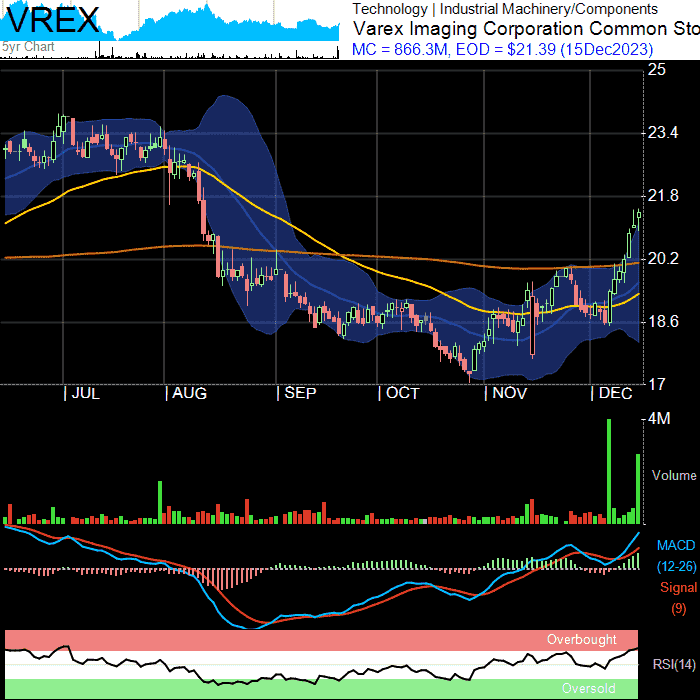 VREX
5yr Chart
Technology | Industrial Machinery/Components
Varex Imaging Corporation Common Sto
MC = 866.3M, EOD = $21.39 (15Dec2023)
25
23.4
21.8
20.2
18.6
17
| JUL | AUG | SEP | OCT | NOV | DEC
4M
Volume
MACD
(12-26)
Signal
(9)
Overbought
RSI(14)
Oversold